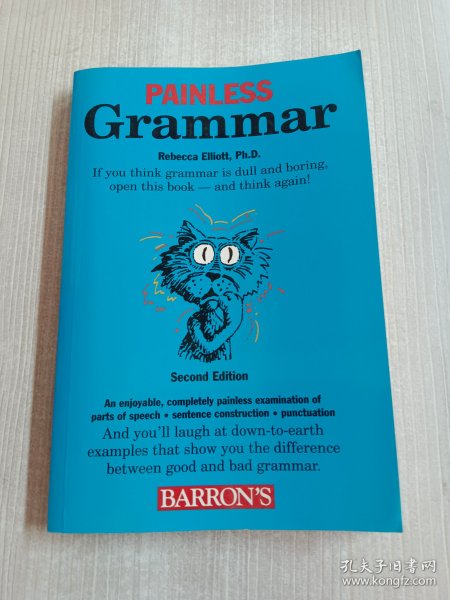 PAINLESS
Grammar
Rebecca Elliott, Ph.D.
If you think grammar is dull and boring,
open this book — and think again!
Second Edition
An enjoyable, completely painless examination of
parts of speech • sentence construction • punctuation
And you'll laugh at down-to-earth
examples that show you the difference
between good and bad grammar.
BARRON'S
孔夫子旧书网
www.kongfz.com